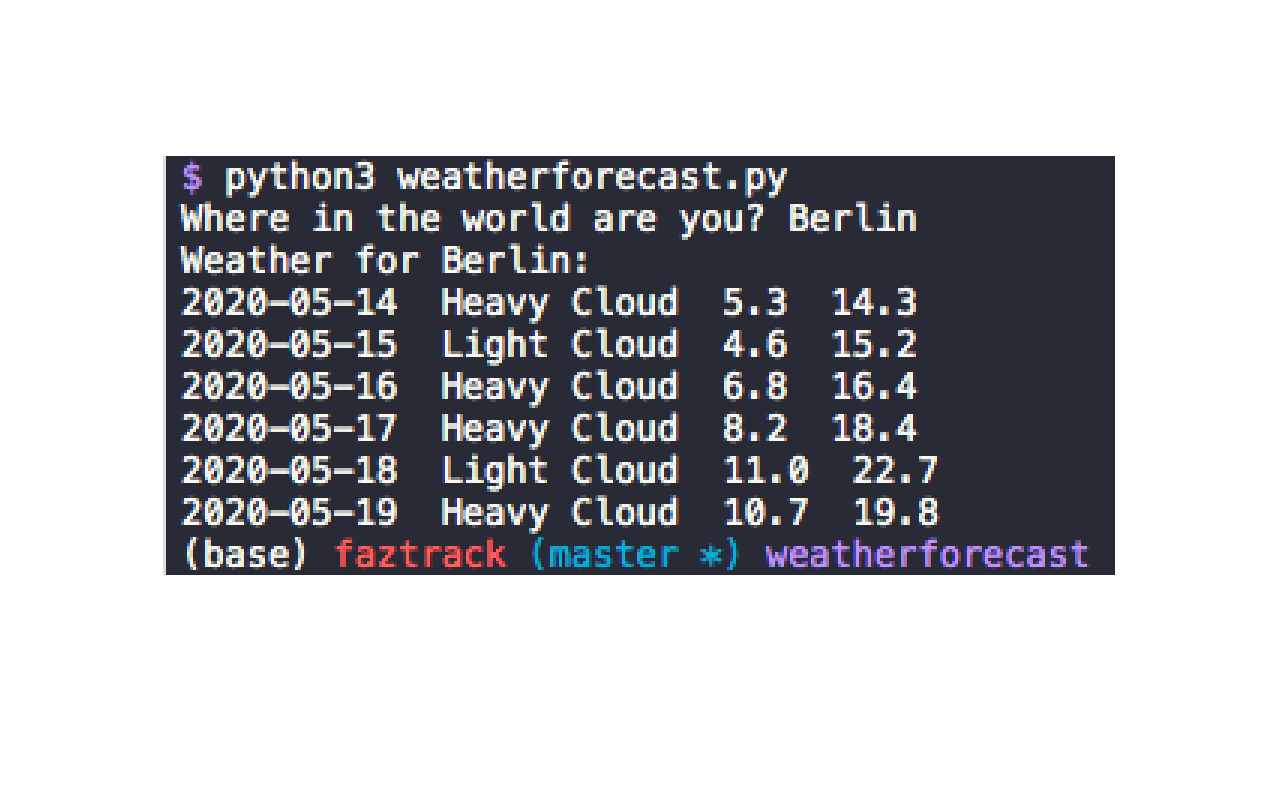 $ python3 weatherforecast.py
Where in the world are you? Berlin
Weather for Berlin:
2020-05-14  Heavy Cloud  5.3  14.3
2020-05-15  Light Cloud  4.6  15.2
2020-05-16  Heavy Cloud  6.8  16.4
2020-05-17  Heavy Cloud  8.2  18.4
2020-05-18  Light Cloud  11.0  22.7
2020-05-19  Heavy Cloud  10.7  19.8
(base) faztrack (master *) weatherforecast